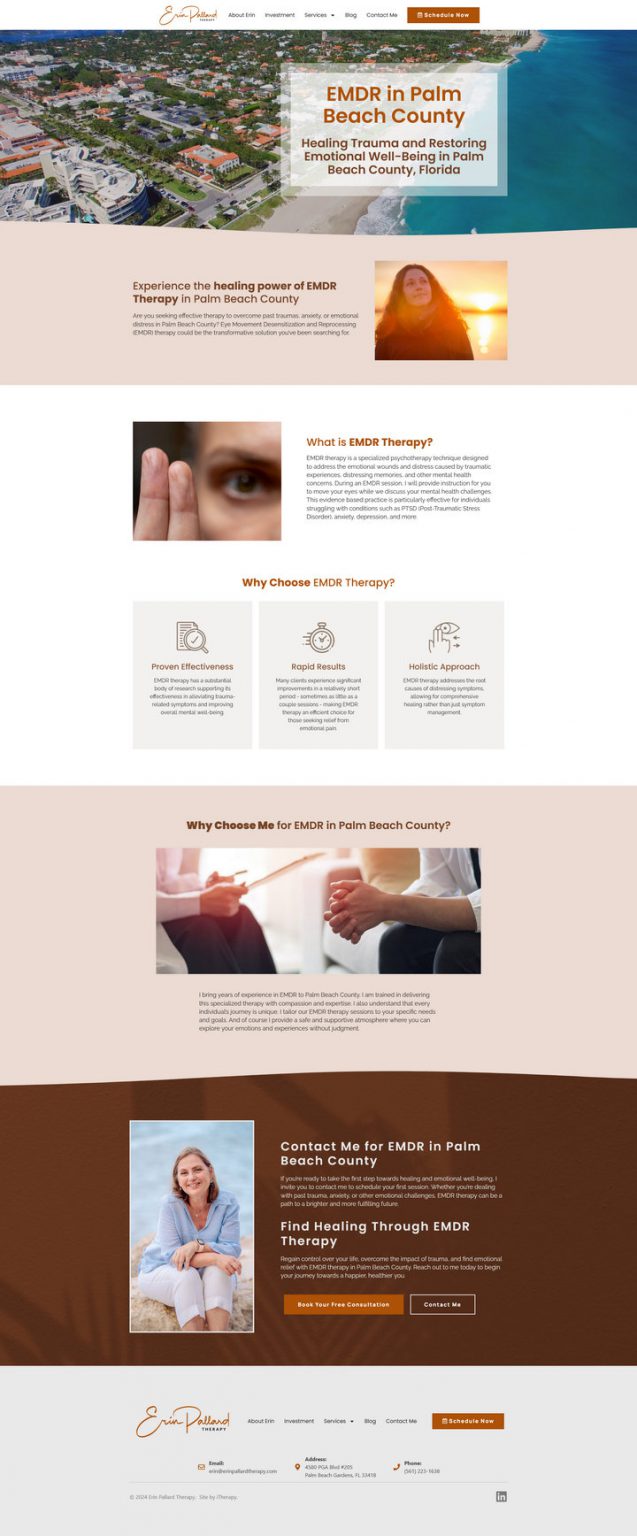 Erin Pallard
THERAPY
About Erin Investment Services Blog Contact Me Schedule Now
EMDR in Palm
Beach County
Healing Trauma and Restoring
Emotional Well-Being in Palm
Beach County, Florida
Experience the healing power of EMDR
Therapy in Palm Beach County
Are you seeking effective therapy to overcome past traumas, anxiety, or emotional
distress in Palm Beach County? Eye Movement Desensitization and Reprocessing
(EMDR) therapy could be the transformative solution you've been searching for.
What is EMDR Therapy?
EMDR therapy is a specialized psychotherapy technique designed
to address the emotional wounds and distress caused by traumatic
experiences, distressing memories, and other mental health
concerns. During an EMDR session, I will provide instruction for you
to move your eyes while we discuss your mental health challenges.
This evidence based practice is particularly effective for individuals
struggling with conditions such as PTSD (Post-Traumatic Stress
Disorder), anxiety, depression, and more.
Why Choose EMDR Therapy?
Proven Effectiveness
EMDR therapy has a substantial
body of research supporting its
effectiveness in alleviating trauma-
related symptoms and improving
overall mental well-being.
Rapid Results
Many clients experience significant
improvements in a relatively short
period - sometimes as little as a
couple sessions - making EMDR
therapy an efficient choice for
those seeking relief from
emotional pain.
Holistic Approach
EMDR therapy addresses the root
causes of distressing symptoms,
allowing for comprehensive
healing rather than just symptom
management.
Why Choose Me for EMDR in Palm Beach County?
I bring years of experience in EMDR to Palm Beach County. I am trained in delivering
this specialized therapy with compassion and expertise. I also understand that every
individuals journey is unique. I tailor our EMDR therapy sessions to your specific needs
and goals. And of course I provide a safe and supportive atmosphere where you can
explore your emotions and experiences without judgment.
Contact Me for EMDR in Palm
Beach County
If you're ready to take the first step towards healing and emotional well-being, I
invite you to contact me to schedule your first session. Whether you're dealing
with past trauma, anxiety, or other emotional challenges, EMDR therapy can be a
path to a brighter and more fulfilling future.
Find Healing Through EMDR
Therapy
Regain control over your life, overcome the impact of trauma, and find emotional
relief with EMDR therapy in Palm Beach County. Reach out to me today to begin
your journey towards a happier, healthier you.
Book Your Free Consultation Contact Me
Erin Pallard
THERAPY
About Erin Investment Services Blog Contact Me Schedule Now
Email:
erin@erinpallardtherapy.com
Address:
4380 PGA Blvd #205
Palm Beach Gardens, FL 33418
Phone:
(561) 223-1638
© 2024 Erin Pallard Therapy. Site by iTherapy.
in